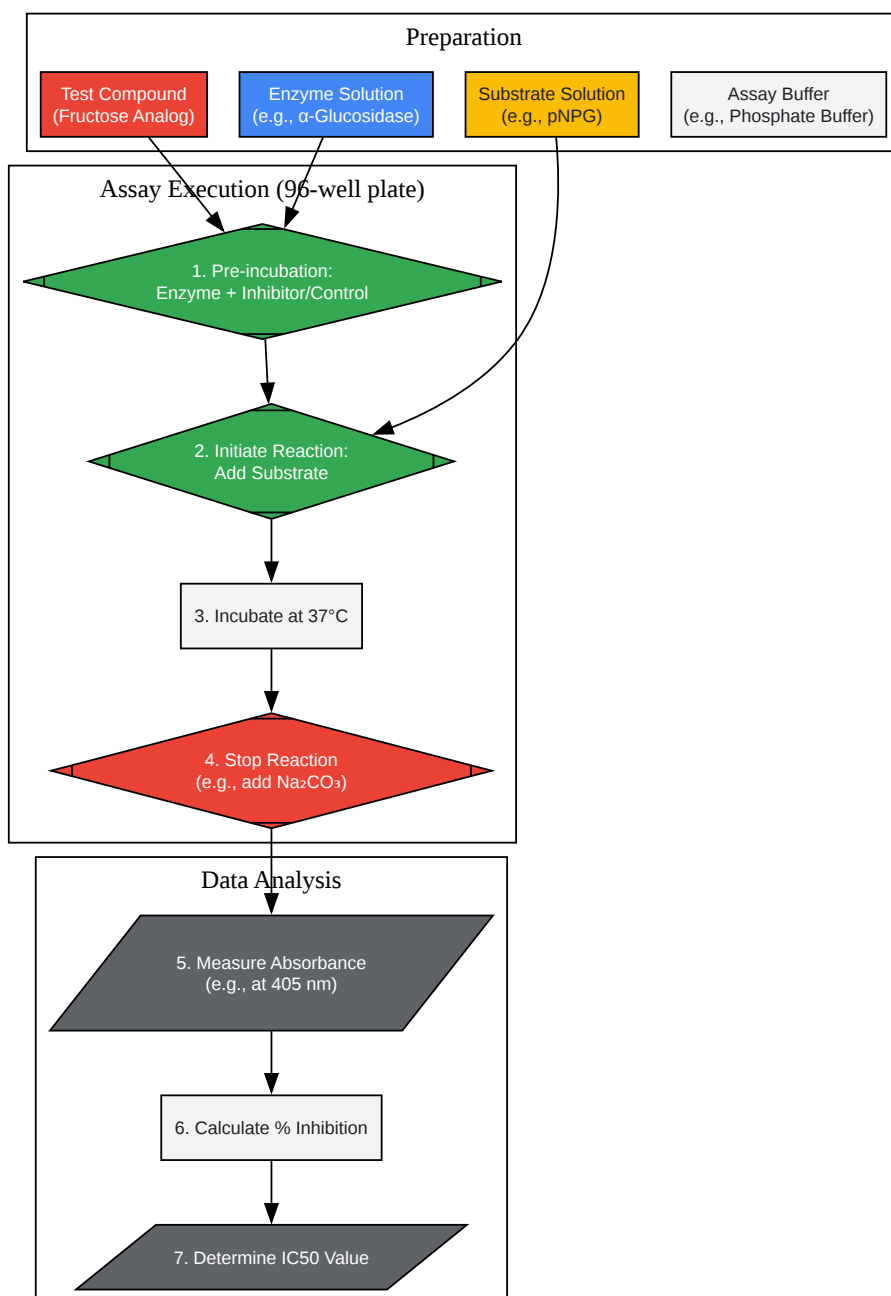 Preparation
Test Compound
(Fructose Analog)
Enzyme Solution
(e.g., α-Glucosidase)
Substrate Solution
(e.g., pNPG)
Assay Buffer
(e.g., Phosphate Buffer)
Assay Execution (96-well plate)
1. Pre-incubation:
Enzyme + Inhibitor/Control
2. Initiate Reaction:
Add Substrate
3. Incubate at 37°C
4. Stop Reaction
(e.g., add Na₂CO₃)
Data Analysis
5. Measure Absorbance
(e.g., at 405 nm)
6. Calculate % Inhibition
7. Determine IC50 Value